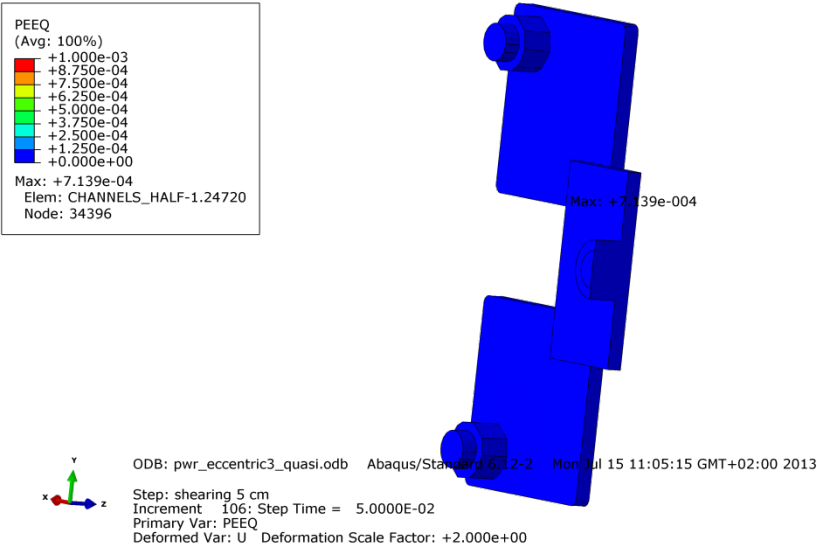 PEEQ
(Avg: 100%)
+1.000e-03
+8.750e-04
+7.500e-04
+6.250e-04
+5.000e-04
+3.750e-04
+2.500e-04
+1.250e-04
+0.000e+00
Max: +7.139e-04
Elem: CHANNELS_HALF-1.24720
Node: 34396
Max: +7.139e-004
Y
X
Z
ODB: pwr_eccentric3_quasi.odb Abaqus/Standard 6.12-2 Mon Jul 15 11:05:15 GMT+02:00 2013
Step: shearing 5 cm
Increment 106: Step Time = 5.0000E-02
Primary Var: PEEQ
Deformed Var: U Deformation Scale Factor: +2.000e+00